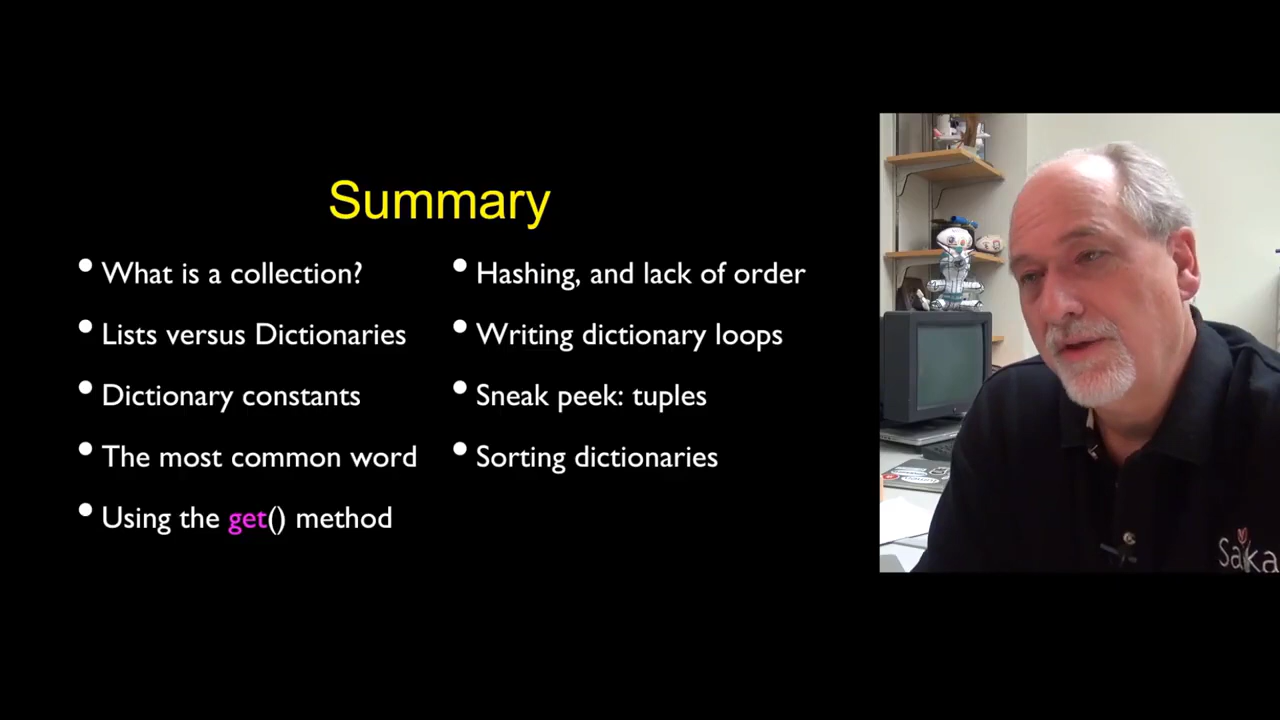 Summary
What is a collection?
Lists versus Dictionaries
Dictionary constants
The most common word
Using the get() method
Hashing, and lack of order
Writing dictionary loops
Sneak peek: tuples
Sorting dictionaries
Saka